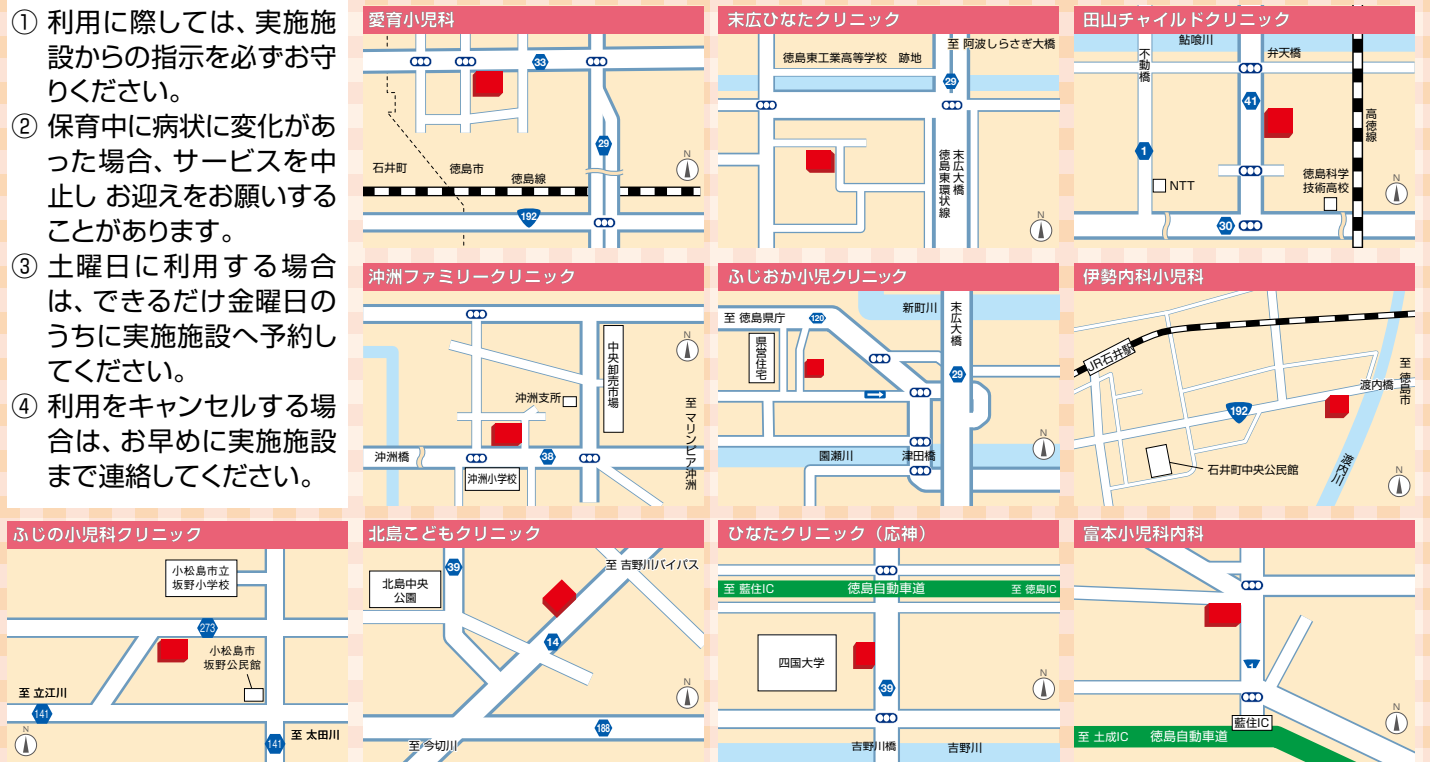 ① 利用に際しては、実施施
設からの指示を必ずお守
りください。
② 保育中に病状に変化があ
った場合、サービスを中
止し お迎えをお願いする
ことがあります。
③ 土曜日に利用する場合
は、できるだけ金曜日の
うちに実施施設へ予約し
てください。
④ 利用をキャンセルする場
合は、お早めに実施施設
まで連絡してください。
愛育小児科
33
29
石井町
徳島市
徳島線
192
N
末広ひなたクリニック
至 阿波しらさぎ大橋
徳島東工業高等学校 跡地
29
末広大橋
徳島東環状線
N
田山チャイルドクリニック
鮎喰川
不動橋
弁天橋
41
高徳線
1
NTT
徳島科学
技術高校
30
N
沖洲ファミリークリニック
中央卸売市場
沖洲支所
至 マリンピア沖洲
沖洲橋
38
沖洲小学校
N
ふじおか小児クリニック
新町川
至 徳島県庁
120
末広大橋
県営住宅
29
園瀬川
津田橋
N
伊勢内科小児科
JR石井駅
至 徳島市
渡内橋
192
石井町中央公民館
渡内川
N
ふじの小児科クリニック
小松島市立
坂野小学校
273
小松島市
坂野公民館
至 立江川
141
至 太田川
141
N
北島こどもクリニック
39
至 吉野川バイパス
北島中央
公園
14
188
至 今切川
N
ひなたクリニック（応神）
至 藍住IC
徳島自動車道
至 徳島IC
四国大学
39
吉野川橋
吉野川
N
富本小児科内科
1
藍住IC
至 土成IC
徳島自動車道
N